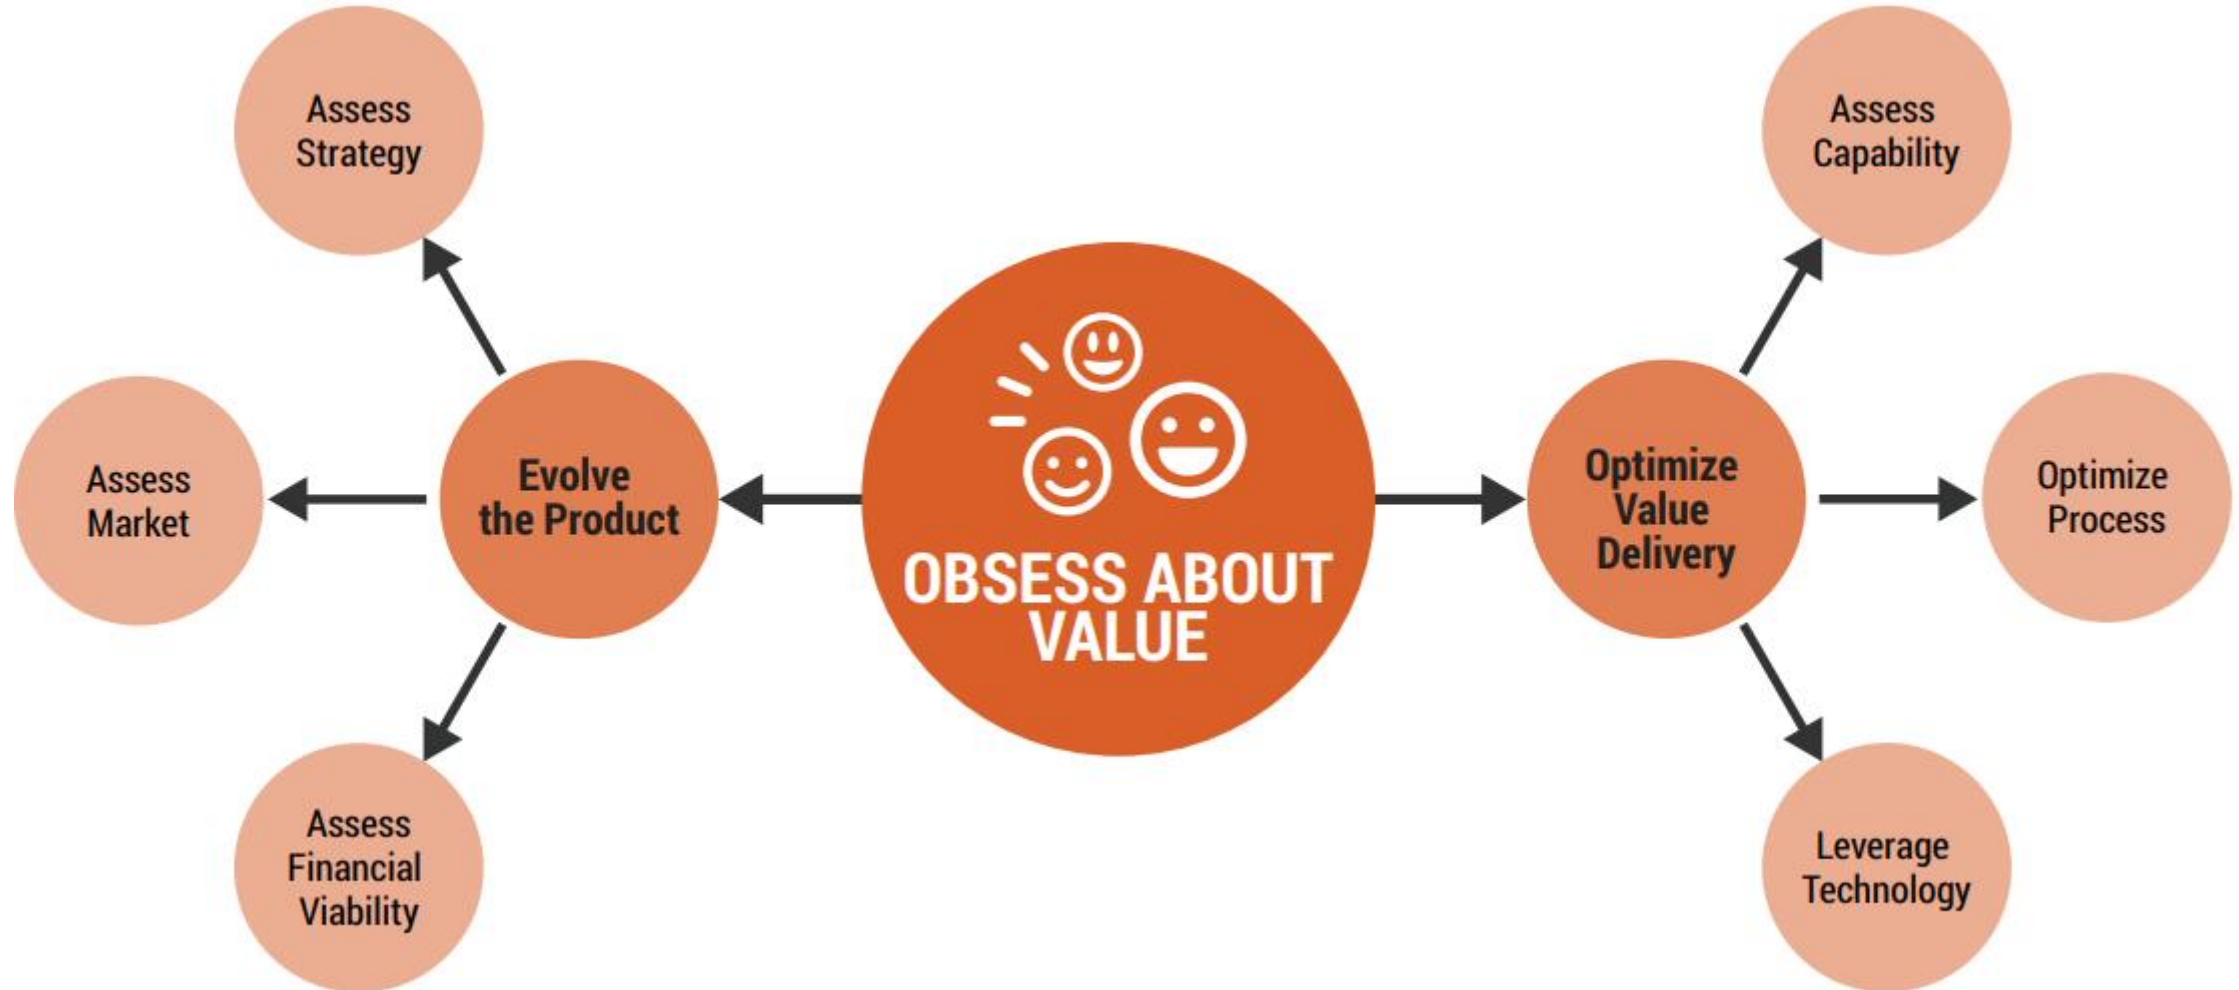 Assess
Strategy
Assess
Market
Evolve
the Product
Assess
Financial
Viability
OBSESS ABOUT
VALUE
Optimize
Value
Delivery
Assess
Capability
Optimize
Process
Leverage
Technology